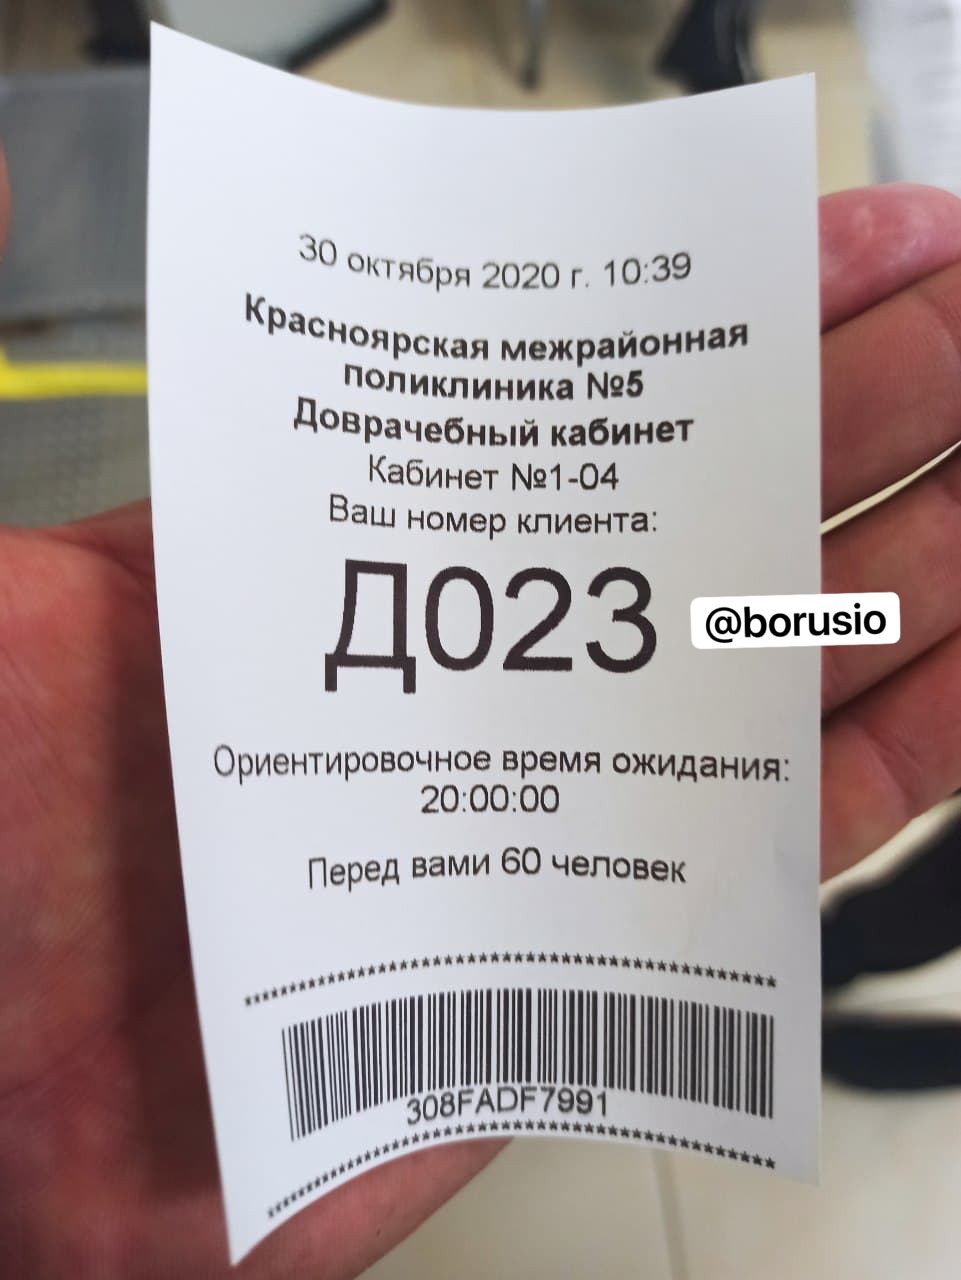 30 октября 2020 г. 10:39
Красноярская межрайонная
поликлиника №5
Доврачебный кабинет
Кабинет №1-04
Ваш номер клиента:
Д023
@borusio
Ориентировочное время ожидания:
20:00:00
Перед вами 60 человек
308FADF7991